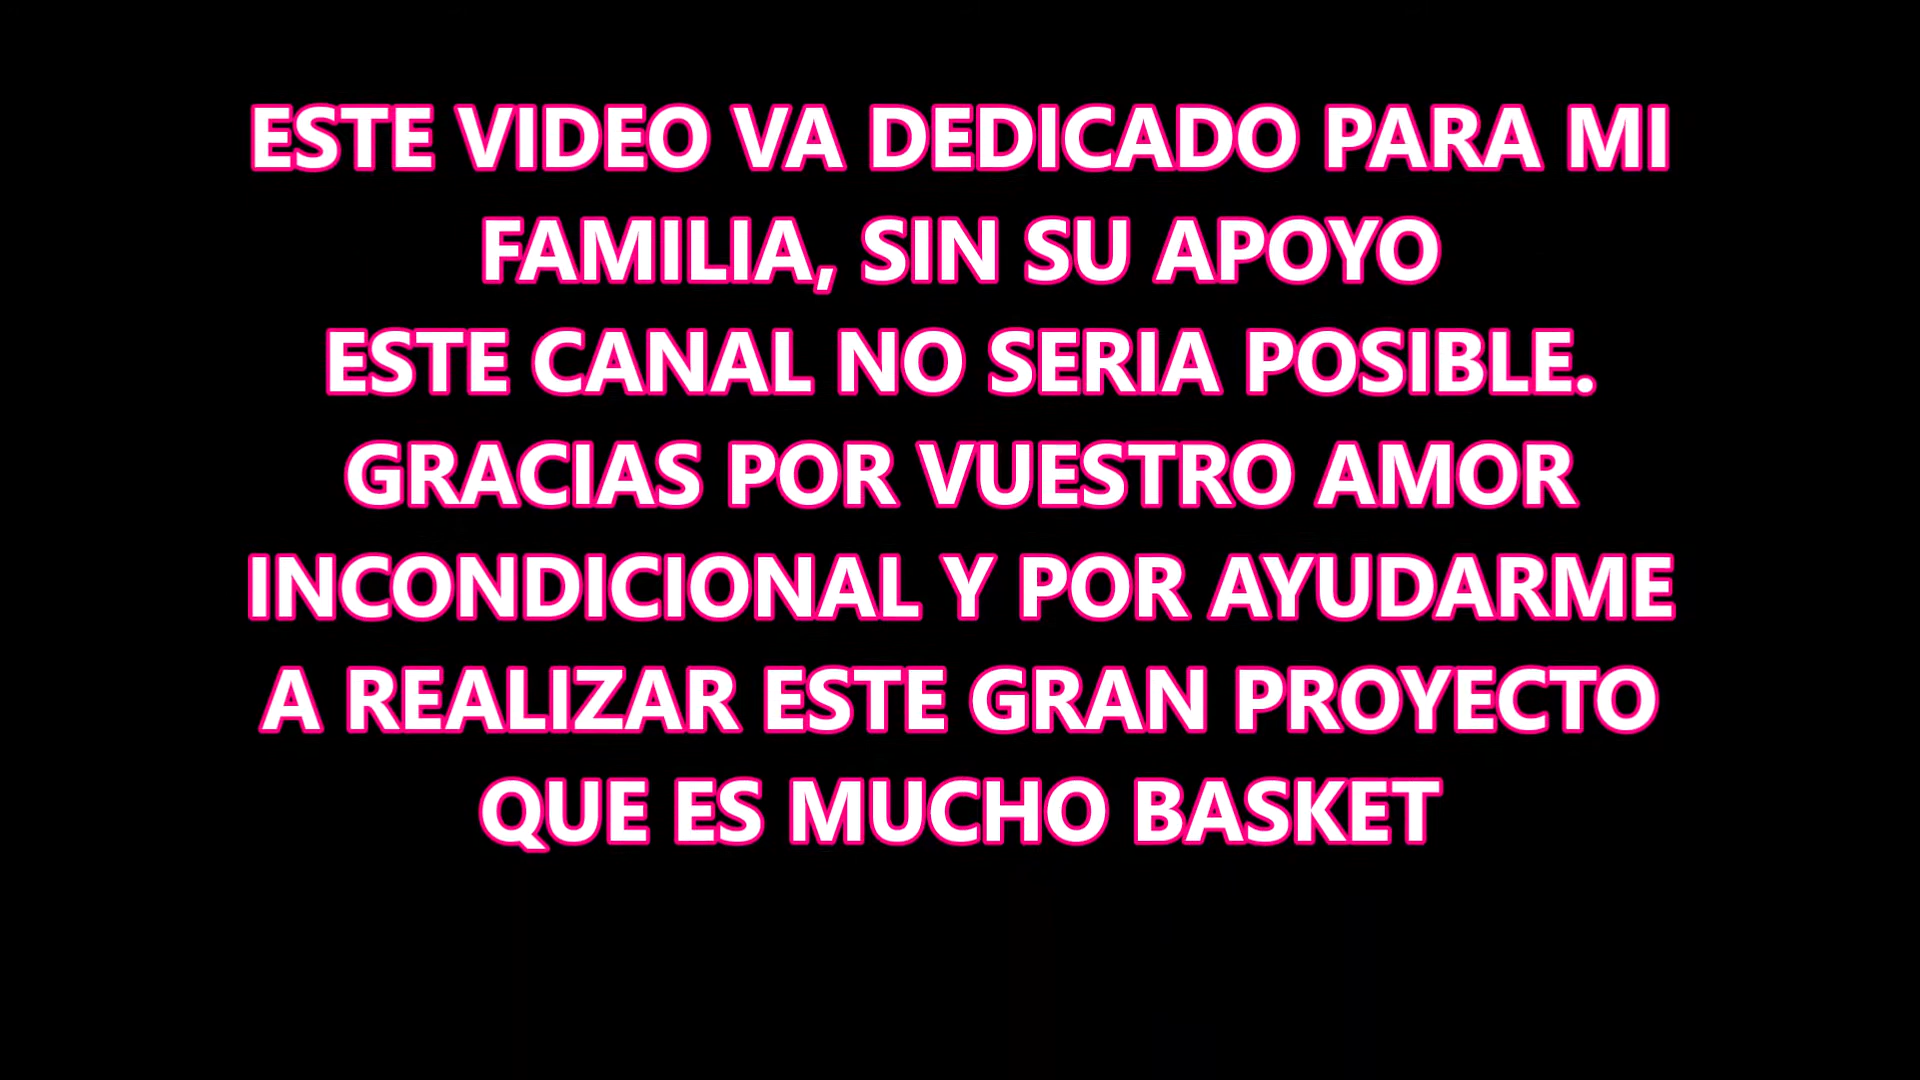 ESTE VIDEO VA DEDICADO PARA MI
FAMILIA, SIN SU APOYO
ESTE CANAL NO SERIA POSIBLE.
GRACIAS POR VUESTRO AMOR
INCONDICIONAL Y POR AYUDARME
A REALIZAR ESTE GRAN PROYECTO
QUE ES MUCHO BASKET